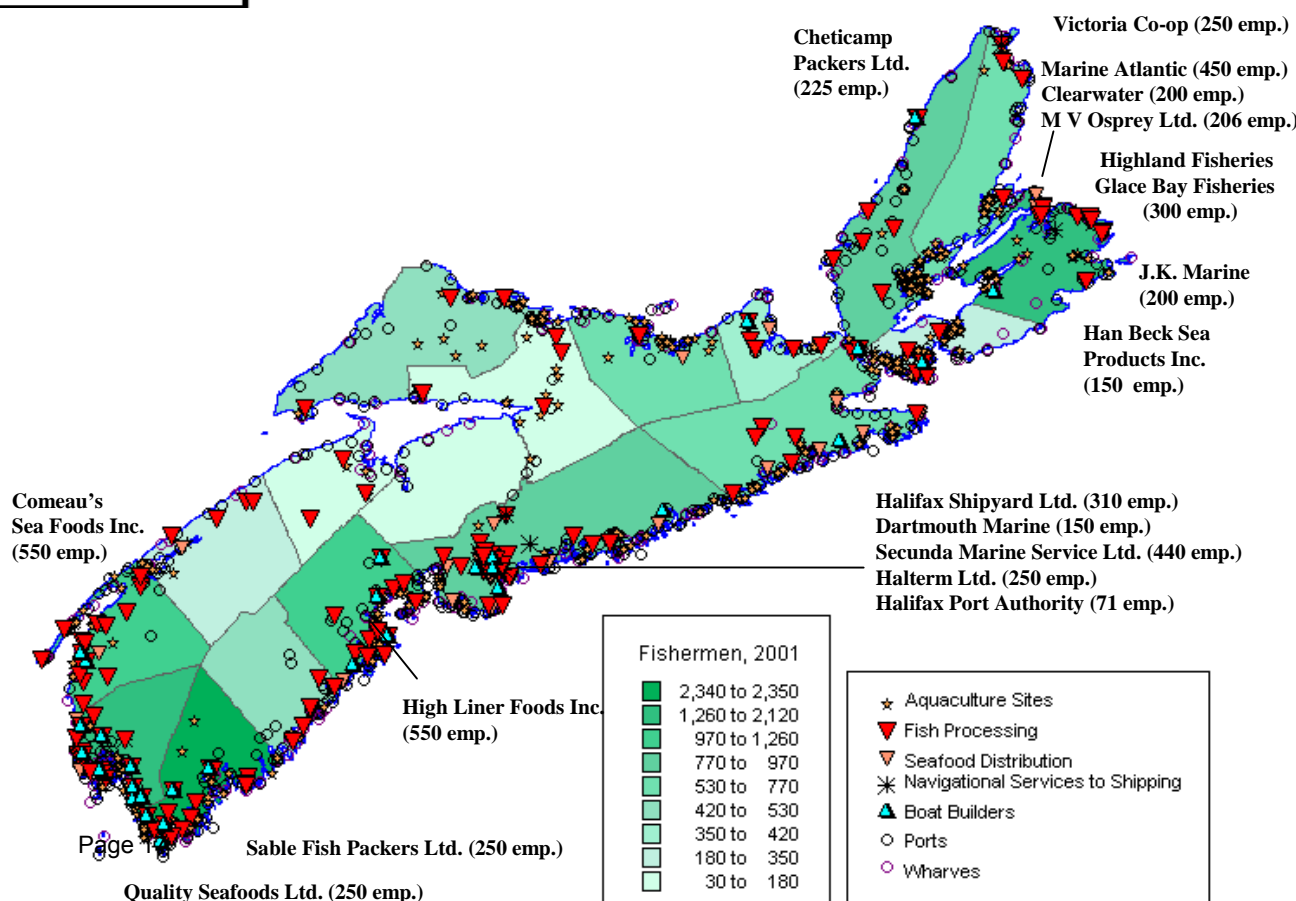 Victoria Co-op (250 emp.)
Cheticamp
Packers Ltd.
(225 emp.)
Marine Atlantic (450 emp.)
Clearwater (200 emp.)
M V Osprey Ltd. (206 emp.)
Highland Fisheries
Glace Bay Fisheries
(300 emp.)
J.K. Marine
(200 emp.)
Han Beck Sea
Products Inc.
(150 emp.)
Comeau's
Sea Foods Inc.
(550 emp.)
Halifax Shipyard Ltd. (310 emp.)
Dartmouth Marine (150 emp.)
Secunda Marine Service Ltd. (440 emp.)
Halterm Ltd. (250 emp.)
Halifax Port Authority (71 emp.)
High Liner Foods Inc.
(550 emp.)
Fishermen, 2001
2,340 to 2,350
1,260 to 2,120
970 to 1,260
770 to 970
530 to 770
420 to 530
350 to 420
180 to 350
30 to 180
Aquaculture Sites
Fish Processing
Seafood Distribution
Navigational Services to Shipping
Boat Builders
Ports
Wharves
Page 1
Sable Fish Packers Ltd. (250 emp.)
Quality Seafoods Ltd. (250 emp.)